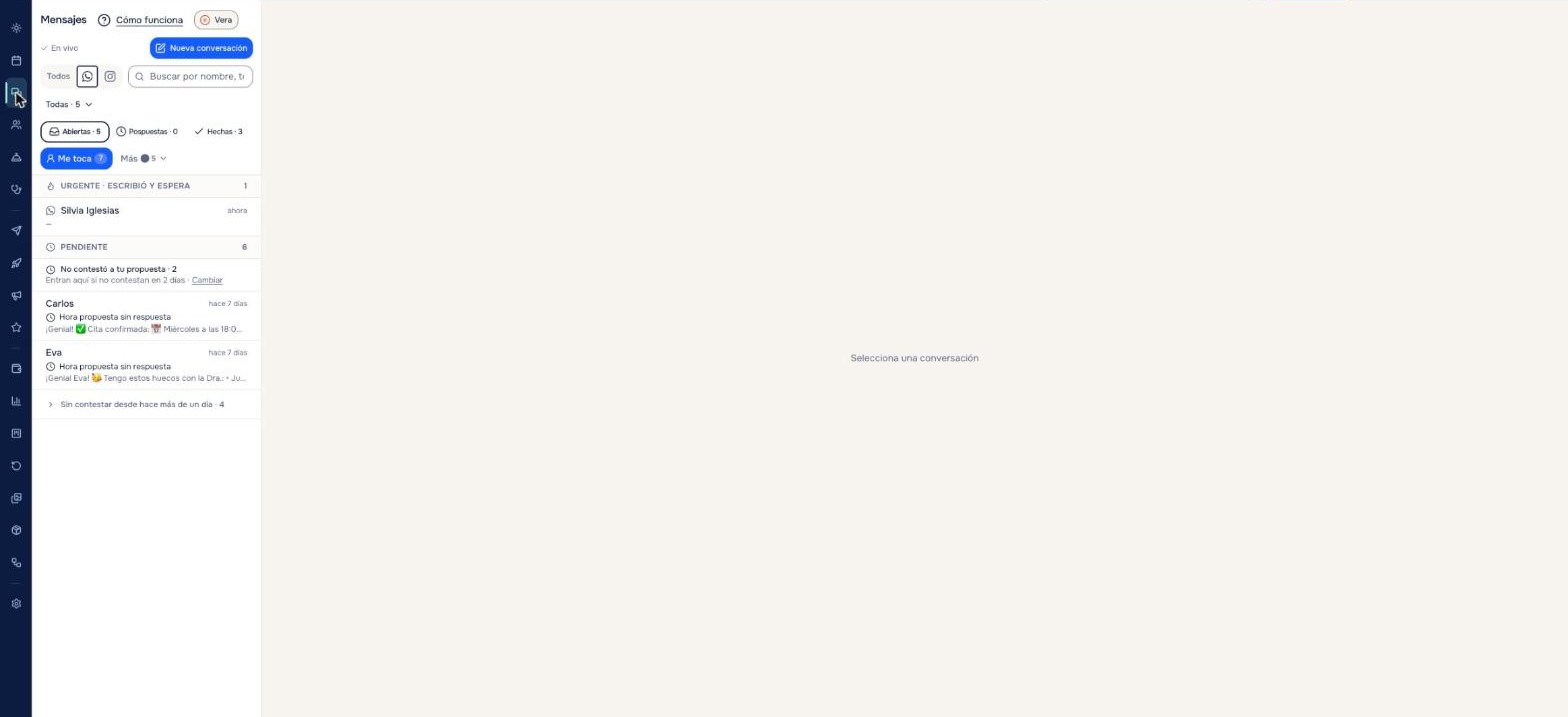 Mensajes Cómo funciona Vera
En vivo Nueva conversación
Todos Buscar por nombre, t
Todas · 5
Abiertas · 5 Pospuestas · 0 Hechas · 3
Me toca 7 Más 5
URGENTE · ESCRIBIÓ Y ESPERA 1
Silvia Iglesias ahora
—
PENDIENTE 6
No contestó a tu propuesta · 2
Entran aquí si no contestan en 2 días · Cambiar
Carlos hace 7 días
Hora propuesta sin respuesta
¡Genial! ✅ Cita confirmada: 📅 Miércoles a las 18:0...
Eva hace 7 días
Hora propuesta sin respuesta
¡Genial Eva! Tengo estos huecos con la Dra.: • Ju...
Sin contestar desde hace más de un día · 4
Selecciona una conversación